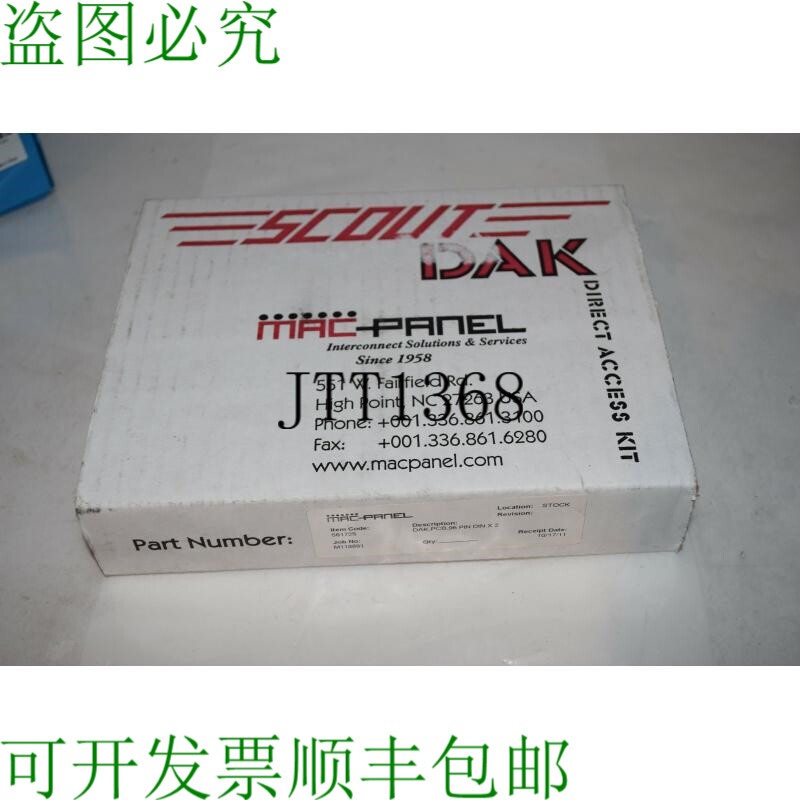 盗图必究
SCOUT
DAK
DIRECT ACCESS KIT
MAC-PANEL
Interconnect Solutions & Services
Since 1958
551 W. Fairfield Rd.
High Point, NC 27263 USA
JTT1368
Phone: +001.336.861.3100
Fax: +001.336.861.6280
www.macpanel.com
Part Number:
MAC-PANEL
Location: STOCK
Revision:
Item Code: 
561725
Description:
DAK,PCB,96 PIN DIN X 2
Job No:
M118891
Qty:
Receipt Date:
10/17/11
可开发票顺丰包邮